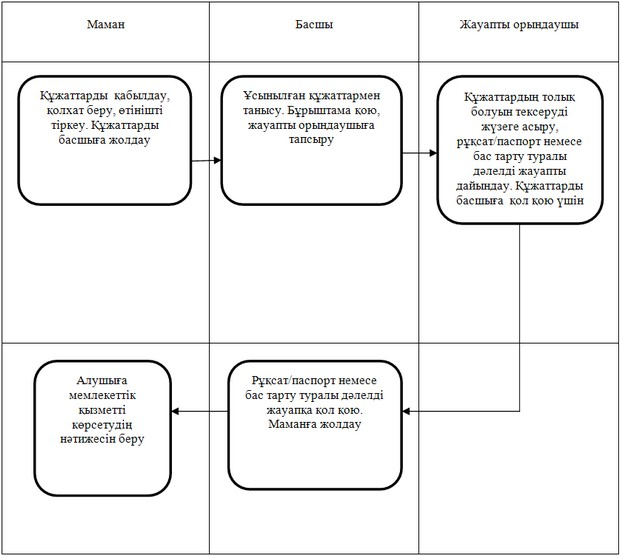 Маман
Басшы
Жауапты орындаушы
Құжаттарды қабылдау,
қолхат беру, өтінішті
тіркеу. Құжаттарды
басшыға жолдау
Ұсынылған құжаттармен
танысу. Бұрыштама қою,
жауапты орындаушыға
тапсыру
Құжаттардың толық
болуын тексеруді
жүзеге асыру,
рұқсат/паспорт немесе
бас тарту туралы
дәлелді жауапты
дайындау. Құжаттарды
басшыға қол қою үшін
Алушыға
мемлекеттік
қызметті
көрсетудің
нәтижесін беру
Рұқсат/паспорт немесе
бас тарту туралы дәлелді
жауапқа қол қою.
Маманға жолдау